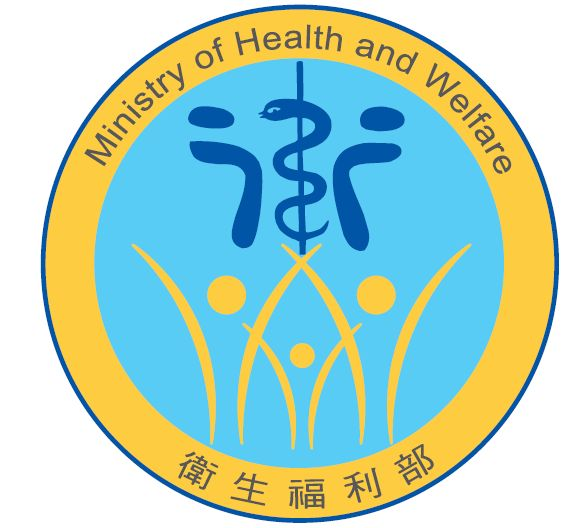 Ministry of Health and Welfare
衛生福利部